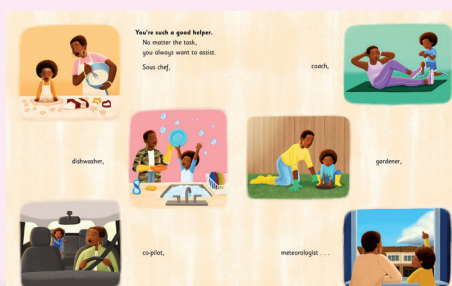 You're such a good helper.
No matter the task,
you always want to assist.
Sous chef,
coach,
dishwasher,
gardener,
co-pilot,
meteorologist . . .